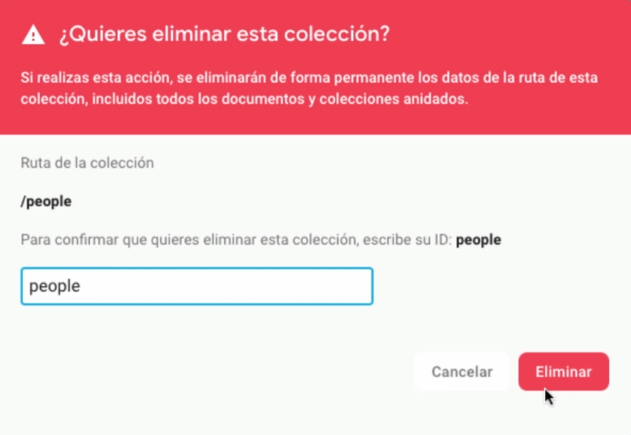 ¿Quieres eliminar esta colección?
Si realizas esta acción, se eliminarán de forma permanente los datos de la ruta de esta
colección, incluidos todos los documentos y colecciones anidados.
Ruta de la colección
/people
Para confirmar que quieres eliminar esta colección, escribe su ID: people
people
Cancelar Eliminar